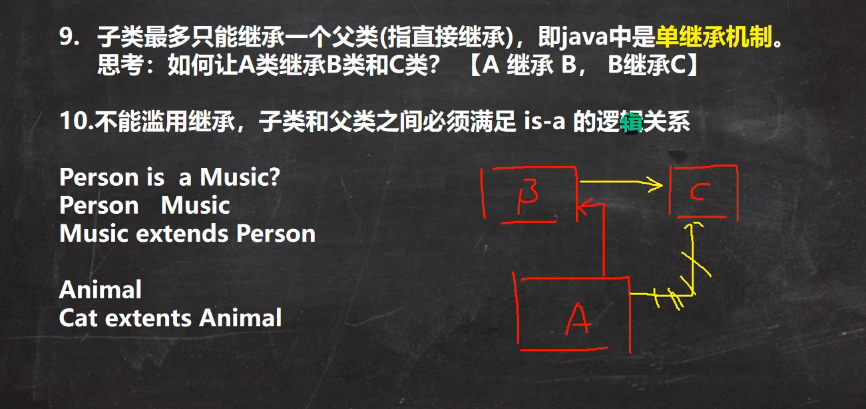 9. 子类最多只能继承一个父类(指直接继承)，即java中是单继承机制。
思考：如何让A类继承B类和C类？ 【A 继承 B， B继承C】
10.不能滥用继承，子类和父类之间必须满足 is-a 的逻辑关系
Person is a Music?
Person Music
Music extends Person
Animal
Cat extents Animal
B
C
A